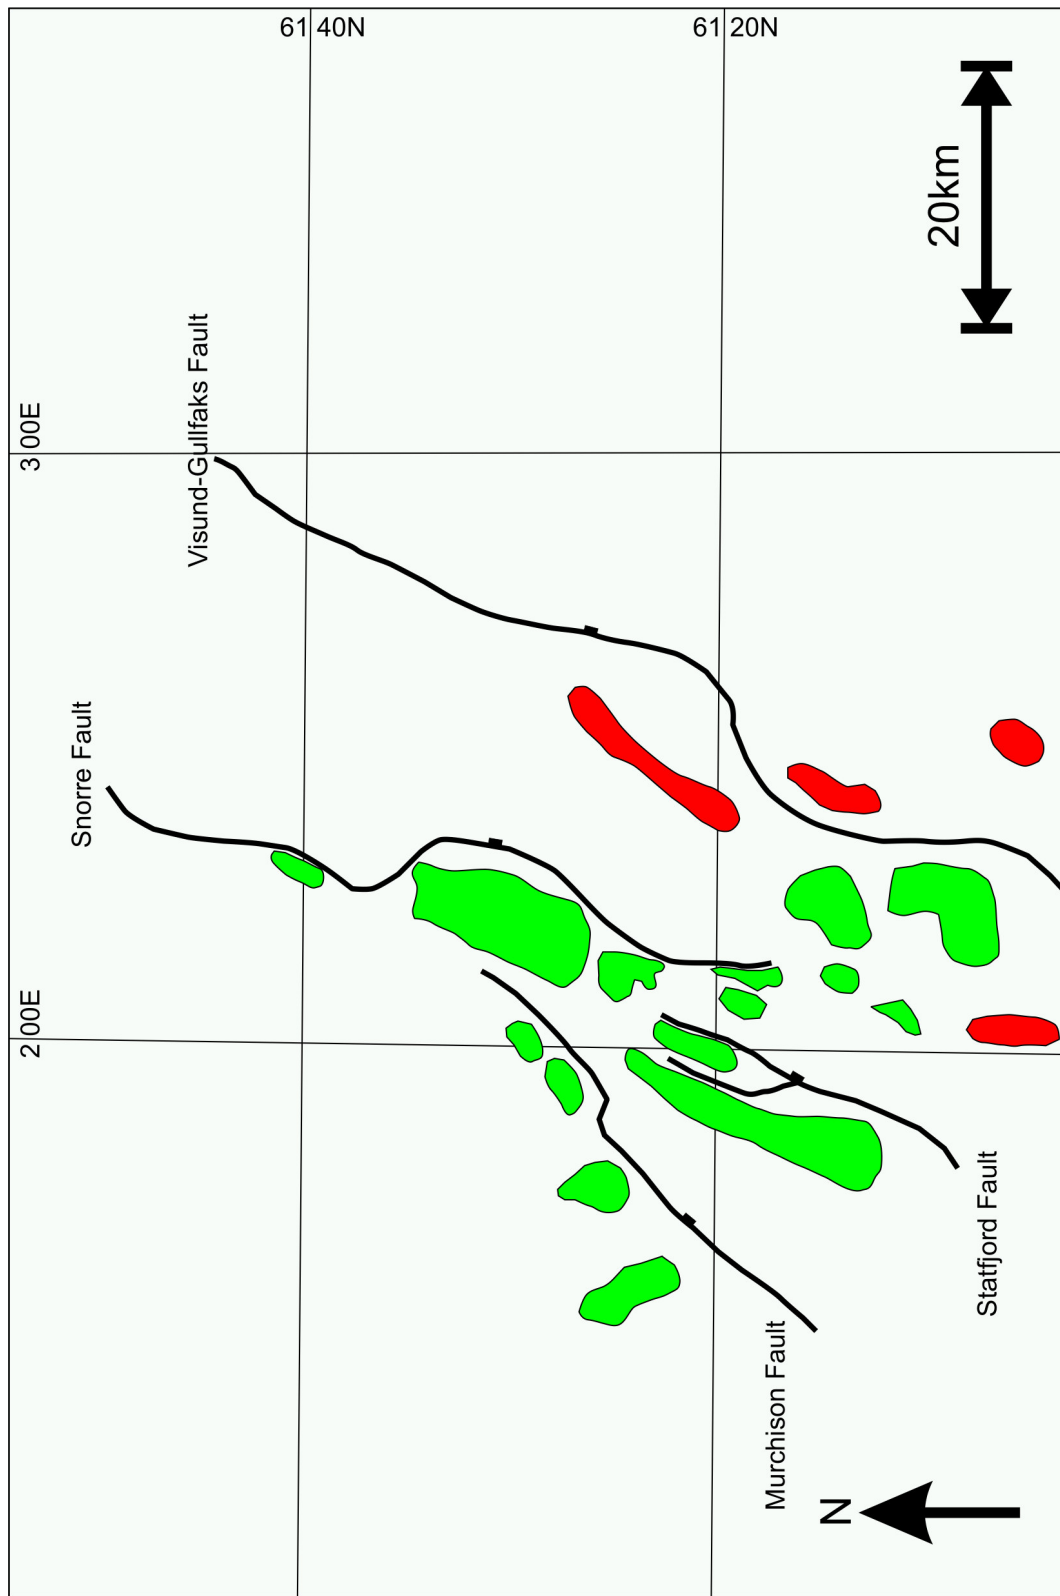 61 40N
61 20N
20km
Visund-Gullfaks Fault
3 00E
Snorre Fault
2 00E
Statfjord Fault
Murchison Fault
N